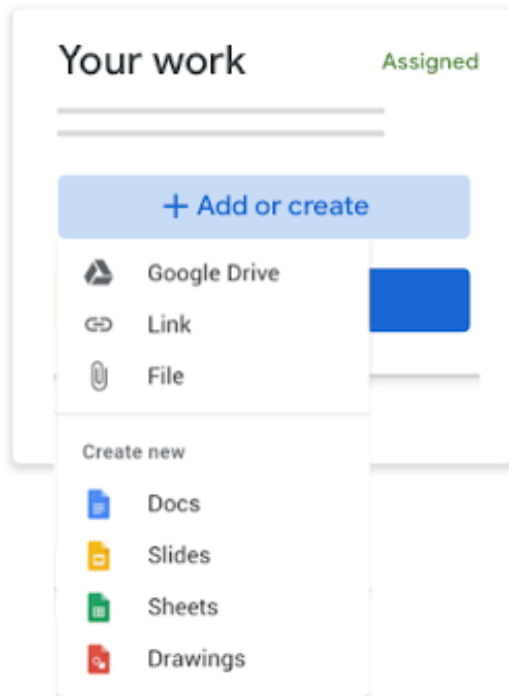 Your work
Assigned
+ Add or create
Google Drive
Link
File
Create new
Docs
Slides
Sheets
Drawings